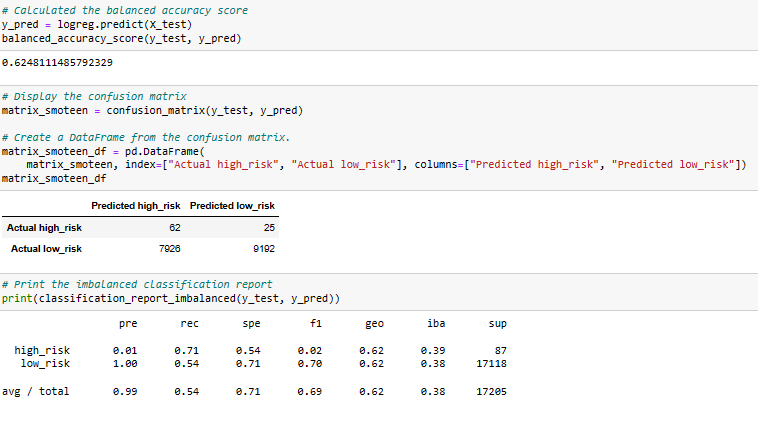 # Calculated the balanced accuracy score
y_pred = logreg.predict(X_test)
balanced_accuracy_score(y_test, y_pred)
0.6248111485792329
# Display the confusion matrix
matrix_smoteen = confusion_matrix(y_test, y_pred)
# Create a DataFrame from the confusion matrix.
matrix_smoteen_df = pd.DataFrame(
    matrix_smoteen, index=["Actual high_risk", "Actual low_risk"], columns=["Predicted high_risk", "Predicted low_risk"])
matrix_smoteen_df
Predicted high_risk Predicted low_risk
Actual high_risk 62 25
Actual low_risk 7926 9192
# Print the imbalanced classification report
print(classification_report_imbalanced(y_test, y_pred))
pre rec spe f1 geo iba sup
high_risk 0.01 0.71 0.54 0.02 0.62 0.39 87
low_risk 1.00 0.54 0.71 0.70 0.62 0.38 17118
avg / total 0.99 0.54 0.71 0.69 0.62 0.38 17205